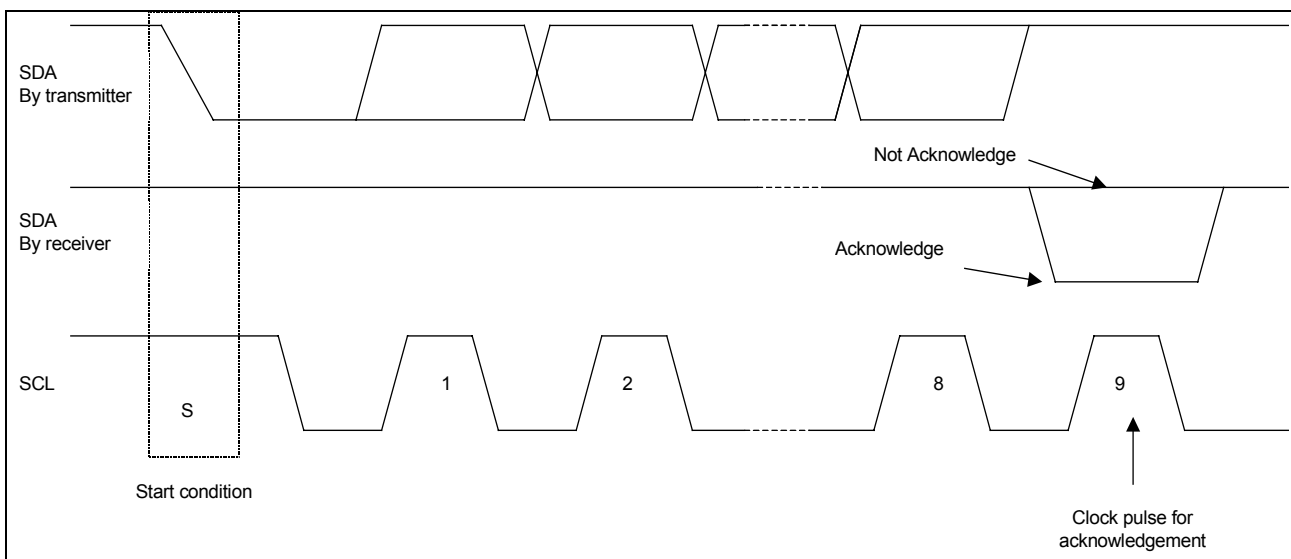 SDA
By transmitter
Not Acknowledge
SDA
By receiver
Acknowledge
SCL
S
1
2
8
9
Start condition
Clock pulse for
acknowledgement